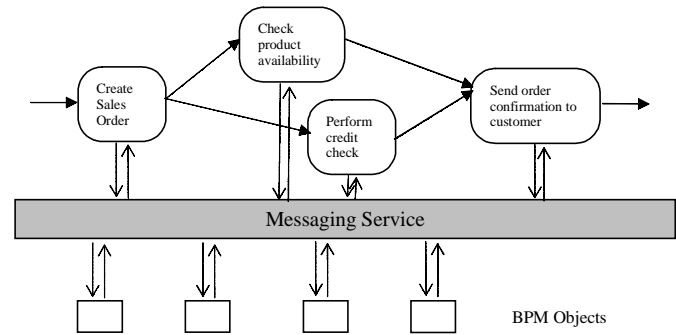 Check
product
availability
Create
Sales
Order
Perform
credit
check
Send order
confirmation to
customer
Messaging Service
BPM Objects